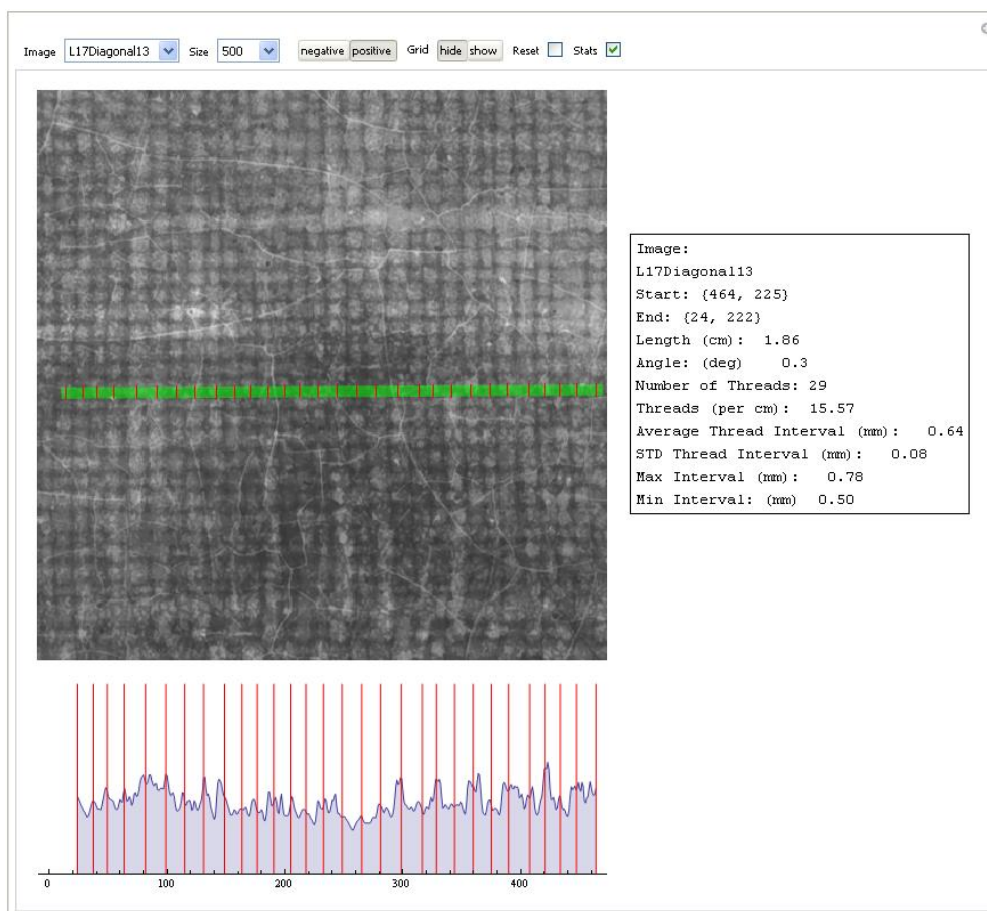 Image L17Diagonal13 Size 500 negative positive Grid hide show Reset Stats
Image:
L17Diagonal13
Start: {464, 225}
End: {24, 222}
Length (cm): 1.86
Angle: (deg) 0.3
Number of Threads: 29
Threads (per cm): 15.57
Average Thread Interval (mm): 0.64
STD Thread Interval (mm): 0.08
Max Interval (mm): 0.78
Min Interval: (mm) 0.50
0 100 200 300 400